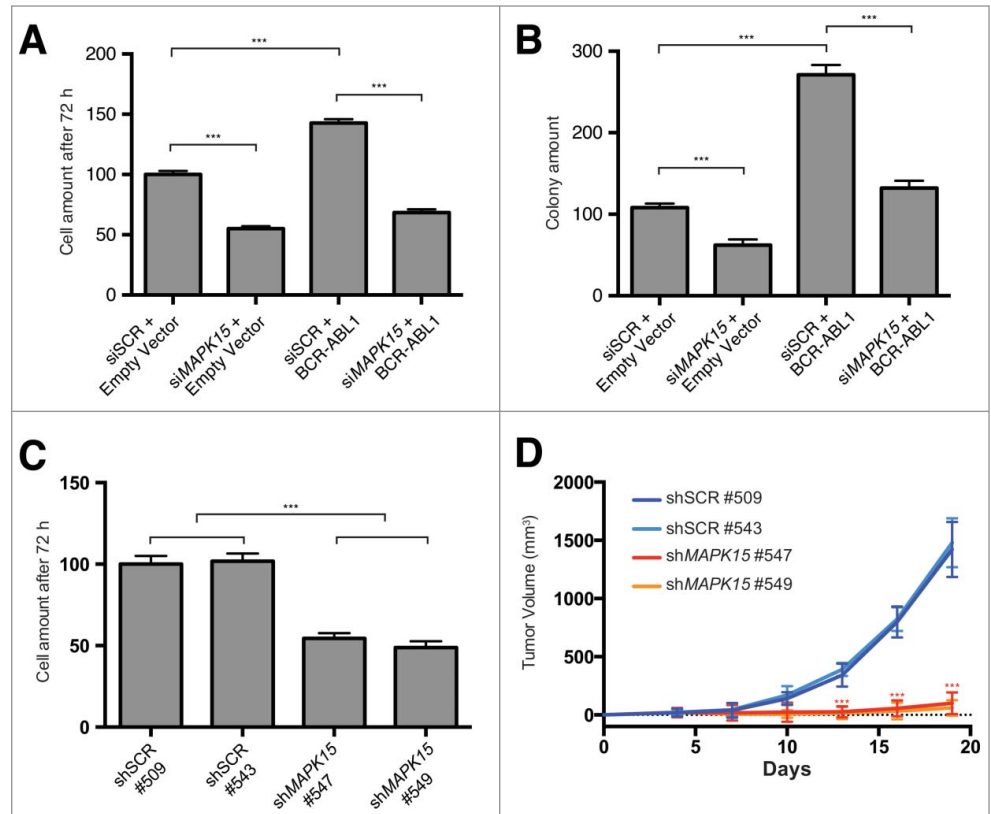 A
Cell amount after 72 h
200
150
100
50
0
***
***
***
siSCR +
Empty Vector
siMAPK15 +
Empty Vector
siSCR +
BCR-ABL1
siMAPK15 +
BCR-ABL1
B
Colony amount
300
200
100
0
***
***
***
siSCR +
Empty Vector
siMAPK15 +
Empty Vector
siSCR +
BCR-ABL1
siMAPK15 +
BCR-ABL1
C
Cell amount after 72 h
150
100
50
0
***
shSCR
#509
shSCR
#543
shMAPK15
#547
shMAPK15
#549
D
Tumor Volume (mm³)
2000
1500
1000
500
0
shSCR #509
shSCR #543
shMAPK15 #547
shMAPK15 #549
***
***
***
0
5
10
15
20
Days